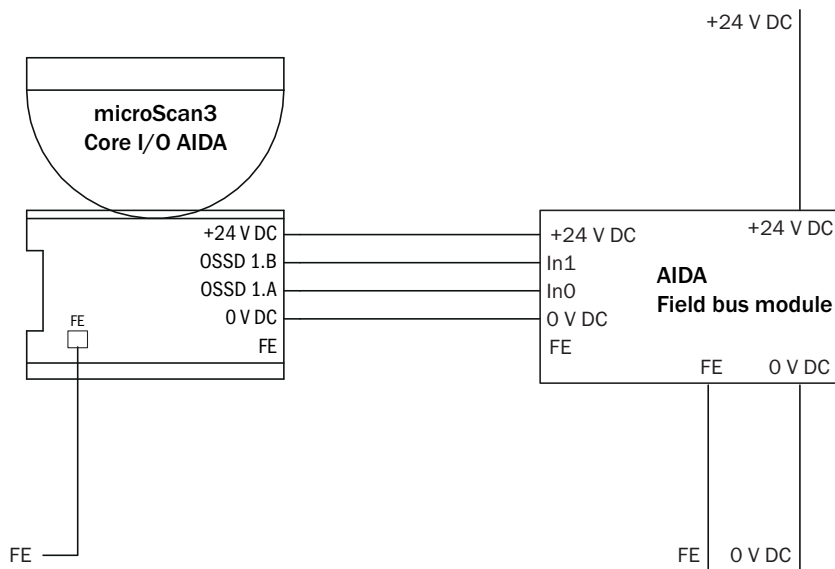 +24 V DC
microScan3
Core I/O AIDA
+24 V DC
OSSD 1.B
OSSD 1.A
0 V DC
FE
FE
+24 V DC
In1
In0
0 V DC
FE
+24 V DC
AIDA
Field bus module
FE
0 V DC
FE
FE
0 V DC